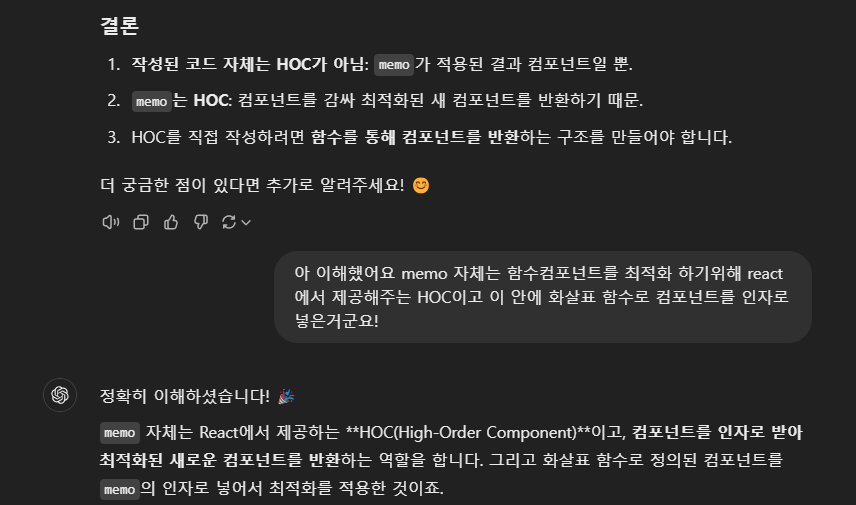 결론
1. 작성된 코드 자체는 HOC가 아님: memo가 적용된 결과 컴포넌트일 뿐.
2. memo는 HOC: 컴포넌트를 감싸 최적화된 새 컴포넌트를 반환하기 때문.
3. HOC를 직접 작성하려면 함수를 통해 컴포넌트를 반환하는 구조를 만들어야 합니다.
더 궁금한 점이 있다면 추가로 알려주세요! 😊
아 이해했어요 memo 자체는 함수컴포넌트를 최적화 하기위해 react
에서 제공해주는 HOC이고 이 안에 화살표 함수로 컴포넌트를 인자로
넣은거군요!
정확히 이해하셨습니다! 🎉
memo 자체는 React에서 제공하는 **HOC(High-Order Component)**이고, 컴포넌트를 인자로 받아
최적화된 새로운 컴포넌트를 반환하는 역할을 합니다. 그리고 화살표 함수로 정의된 컴포넌트를
memo의 인자로 넣어서 최적화를 적용한 것이죠.